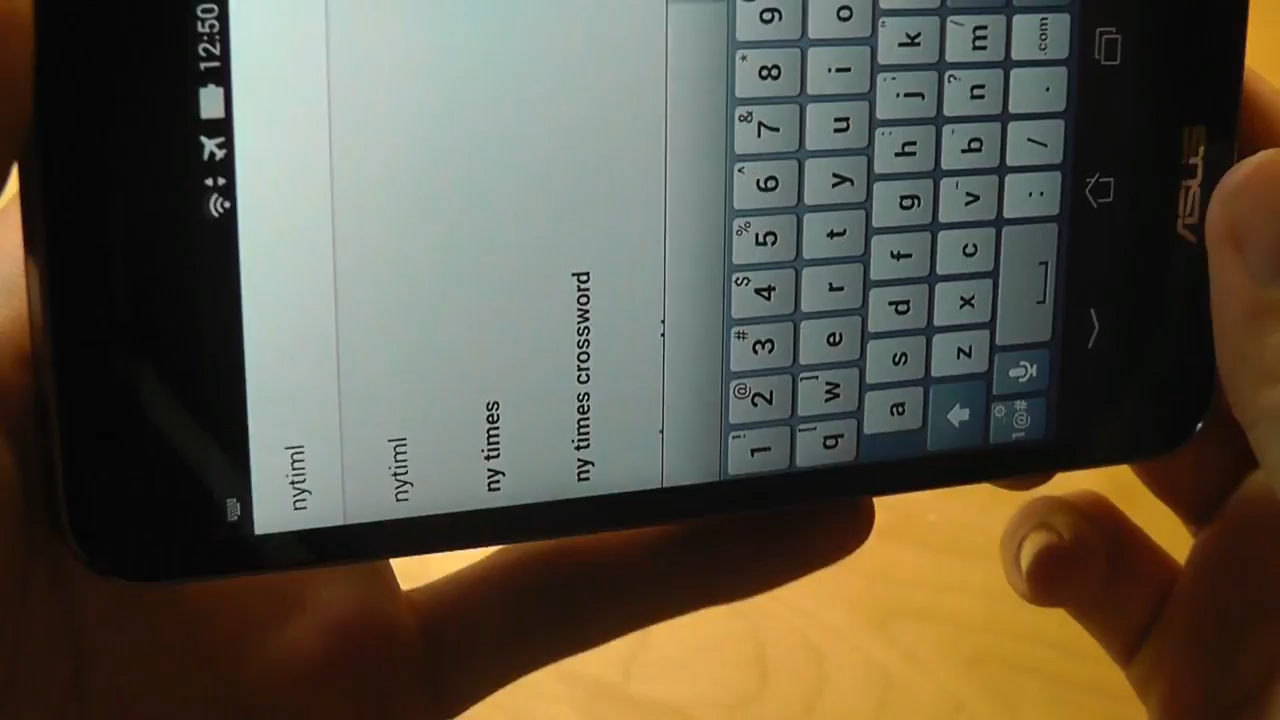 12:50
nytiml
nytiml
ny times
ny times crossword
1! 2@ 3# 4$ 5% 6^ 7& 8* 9
q w e r t y u i o
a s d f g h j k
z x c v b n? m/
1@# : / . .com
ASUS